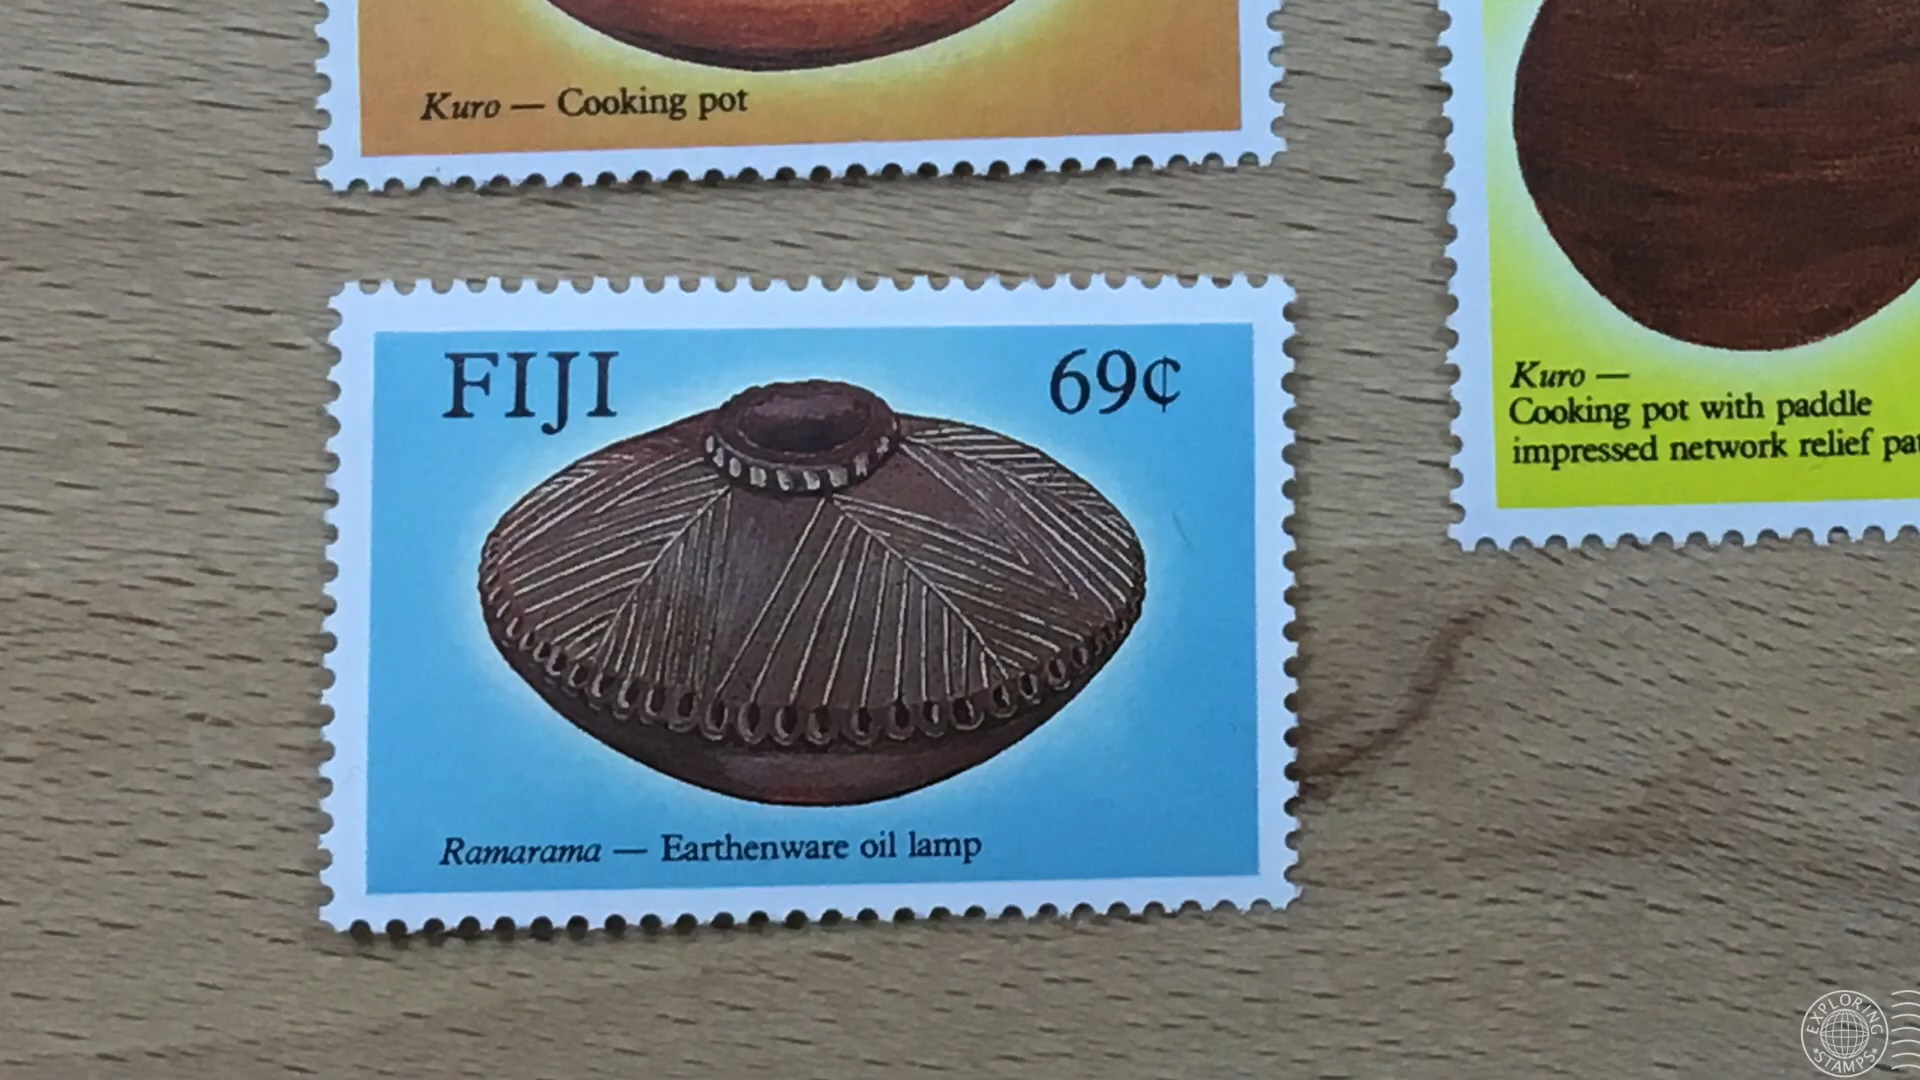 Kuro — Cooking pot
FIJI
69¢
Ramarama — Earthenware oil lamp
Kuro —
Cooking pot with paddle
impressed network relief
EXPLORING
STAMPS